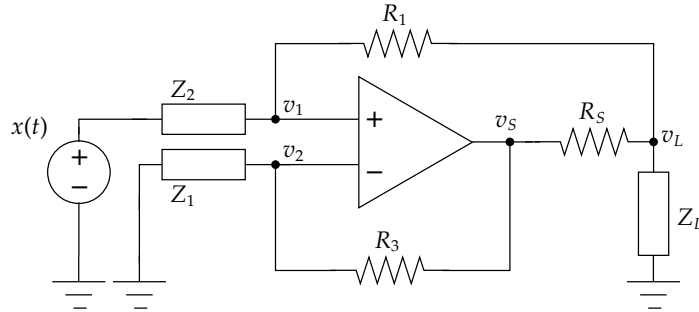 R1
Z2
v1
x(t)
+
RS
vS
vL
+
v2
−
−
Z1
ZL
R3